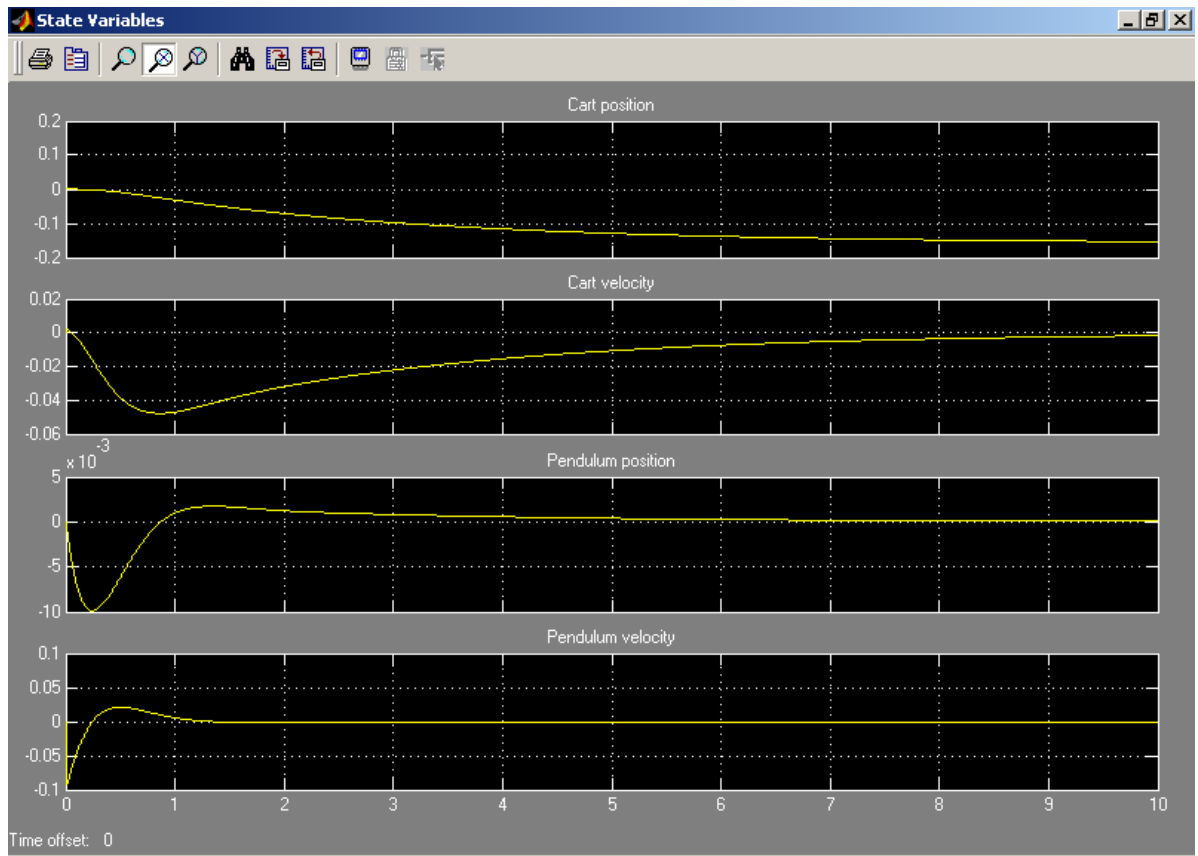 State Variables
Cart position
0.2
0.1
0
-0.1
-0.2
Cart velocity
0.02
0
-0.02
-0.04
-0.06
x 10
-3
Pendulum position
5
0
-5
-10
Pendulum velocity
0.1
0.05
0
-0.05
-0.1
0 1 2 3 4 5 6 7 8 9 10
Time offset: 0